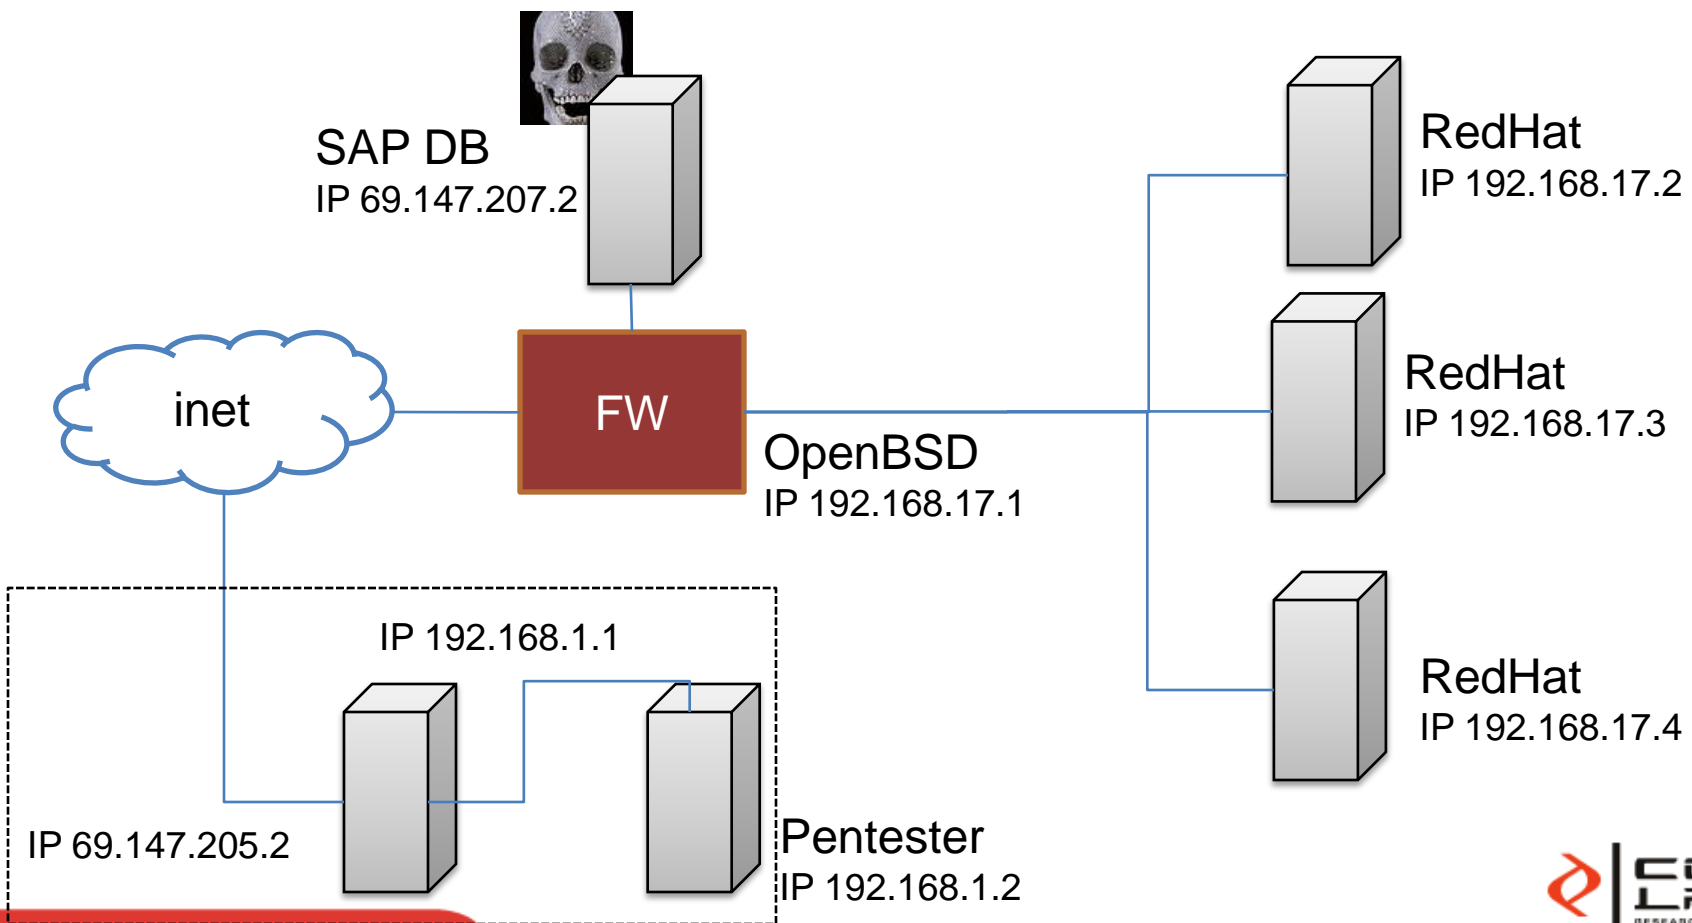 SAP DB
IP 69.147.207.2
RedHat
IP 192.168.17.2
inet
FW
OpenBSD
IP 192.168.17.1
RedHat
IP 192.168.17.3
IP 192.168.1.1
RedHat
IP 192.168.17.4
IP 69.147.205.2
Pentester
IP 192.168.1.2